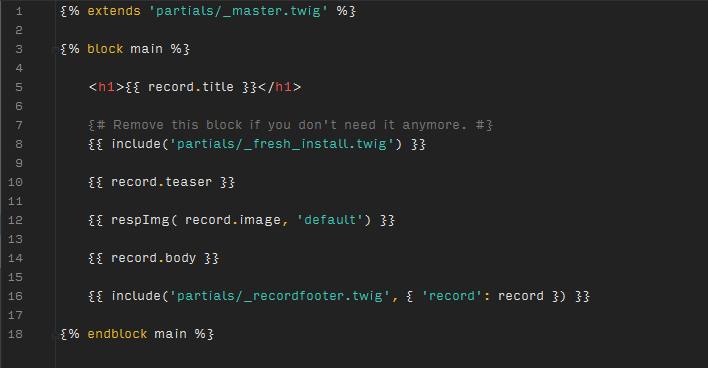 1 {% extends 'partials/_master.twig' %}
2
3 {% block main %}
4
5 <h1>{{ record.title }}</h1>
6
7 {# Remove this block if you don't need it anymore. #}
8 {{ include('partials/_fresh_install.twig') }}
9
10 {{ record.teaser }}
11
12 {{ respImg( record.image, 'default') }}
13
14 {{ record.body }}
15
16 {{ include('partials/_recordfooter.twig', { 'record': record }) }}
17
18 {% endblock main %}